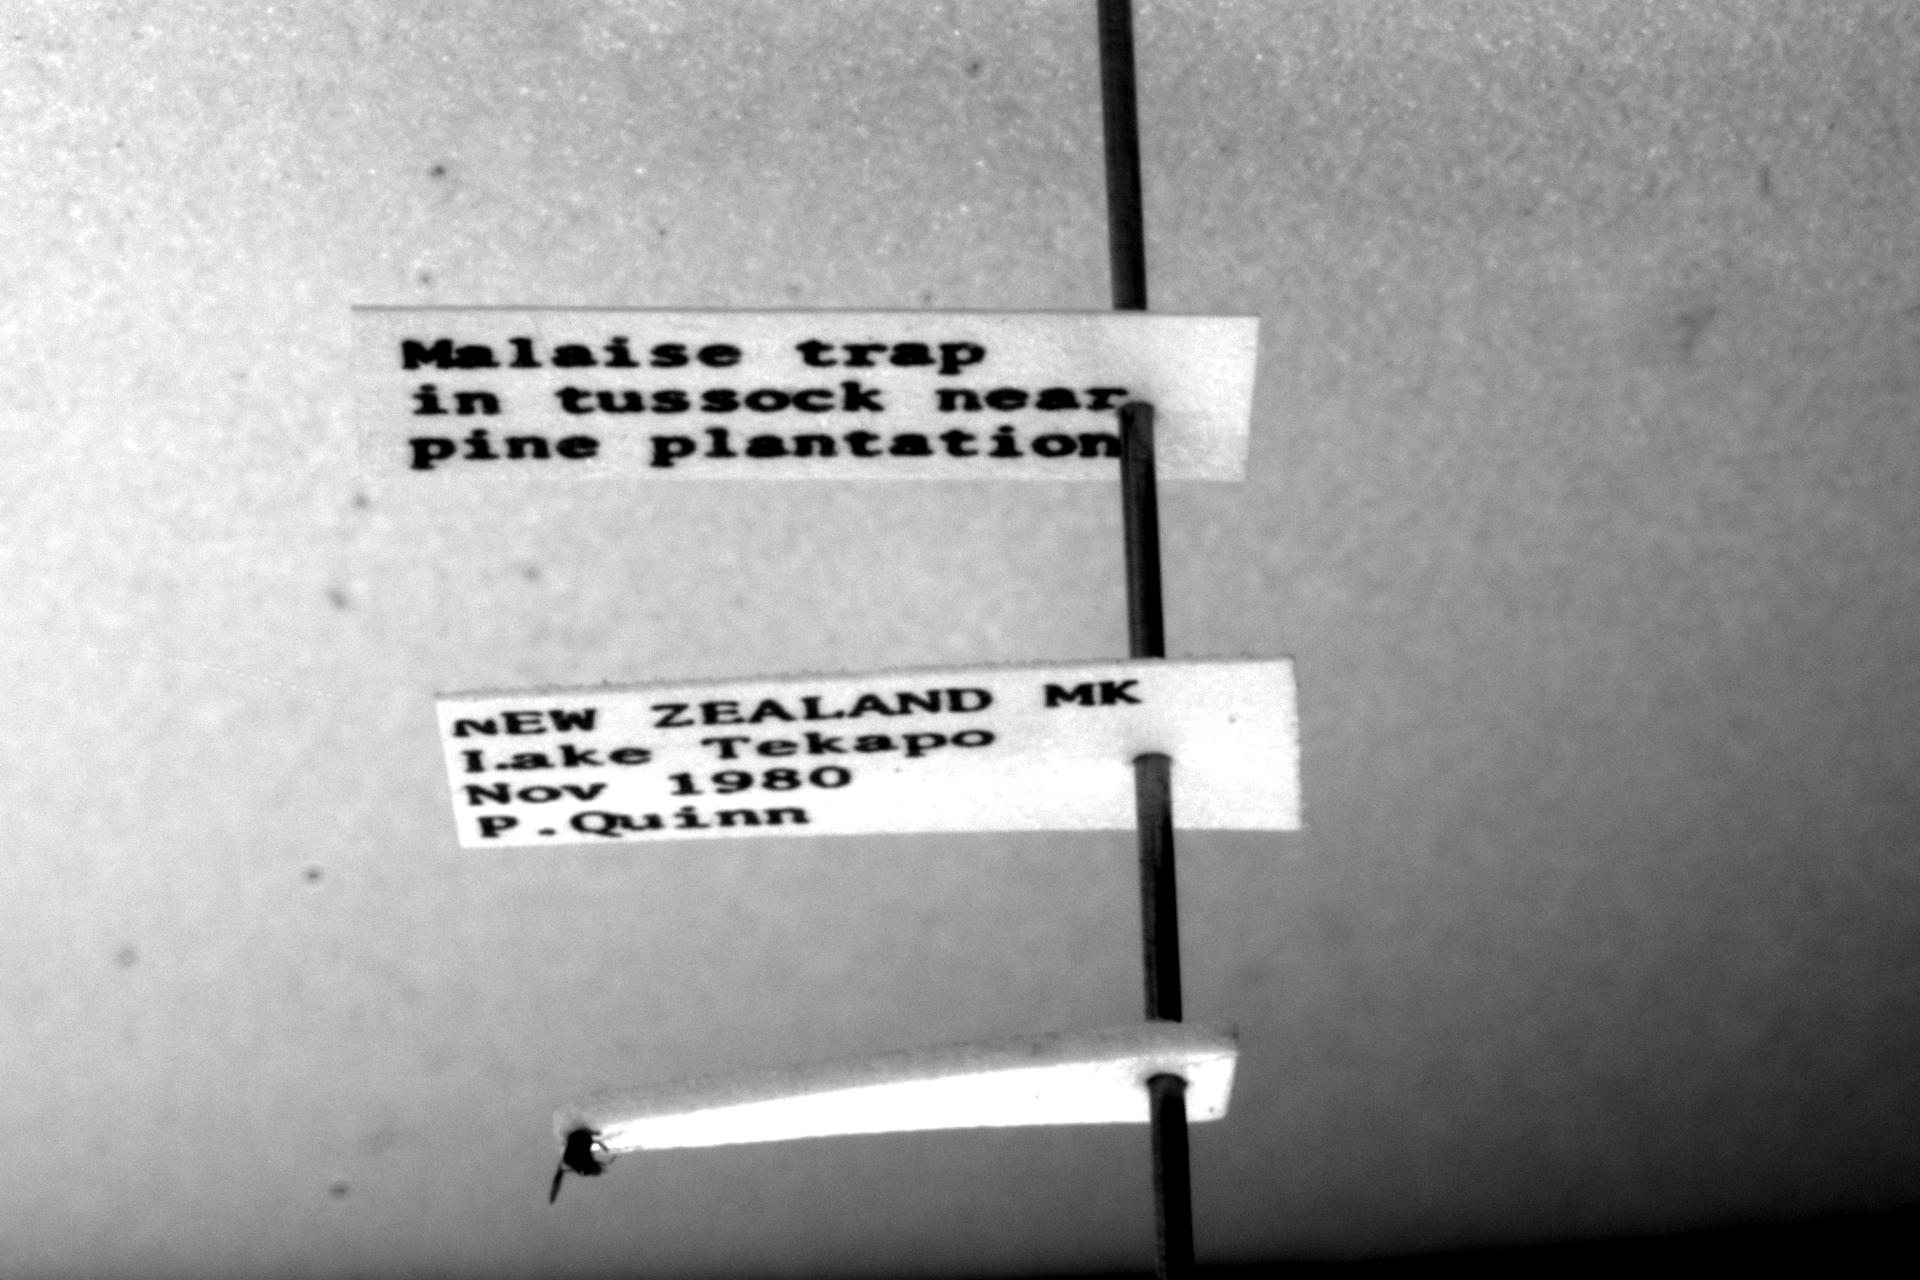 Malaise trap
in tussock near
pine plantation
NEW ZEALAND MK
Lake Tekapo
Nov 1980
P.Quinn